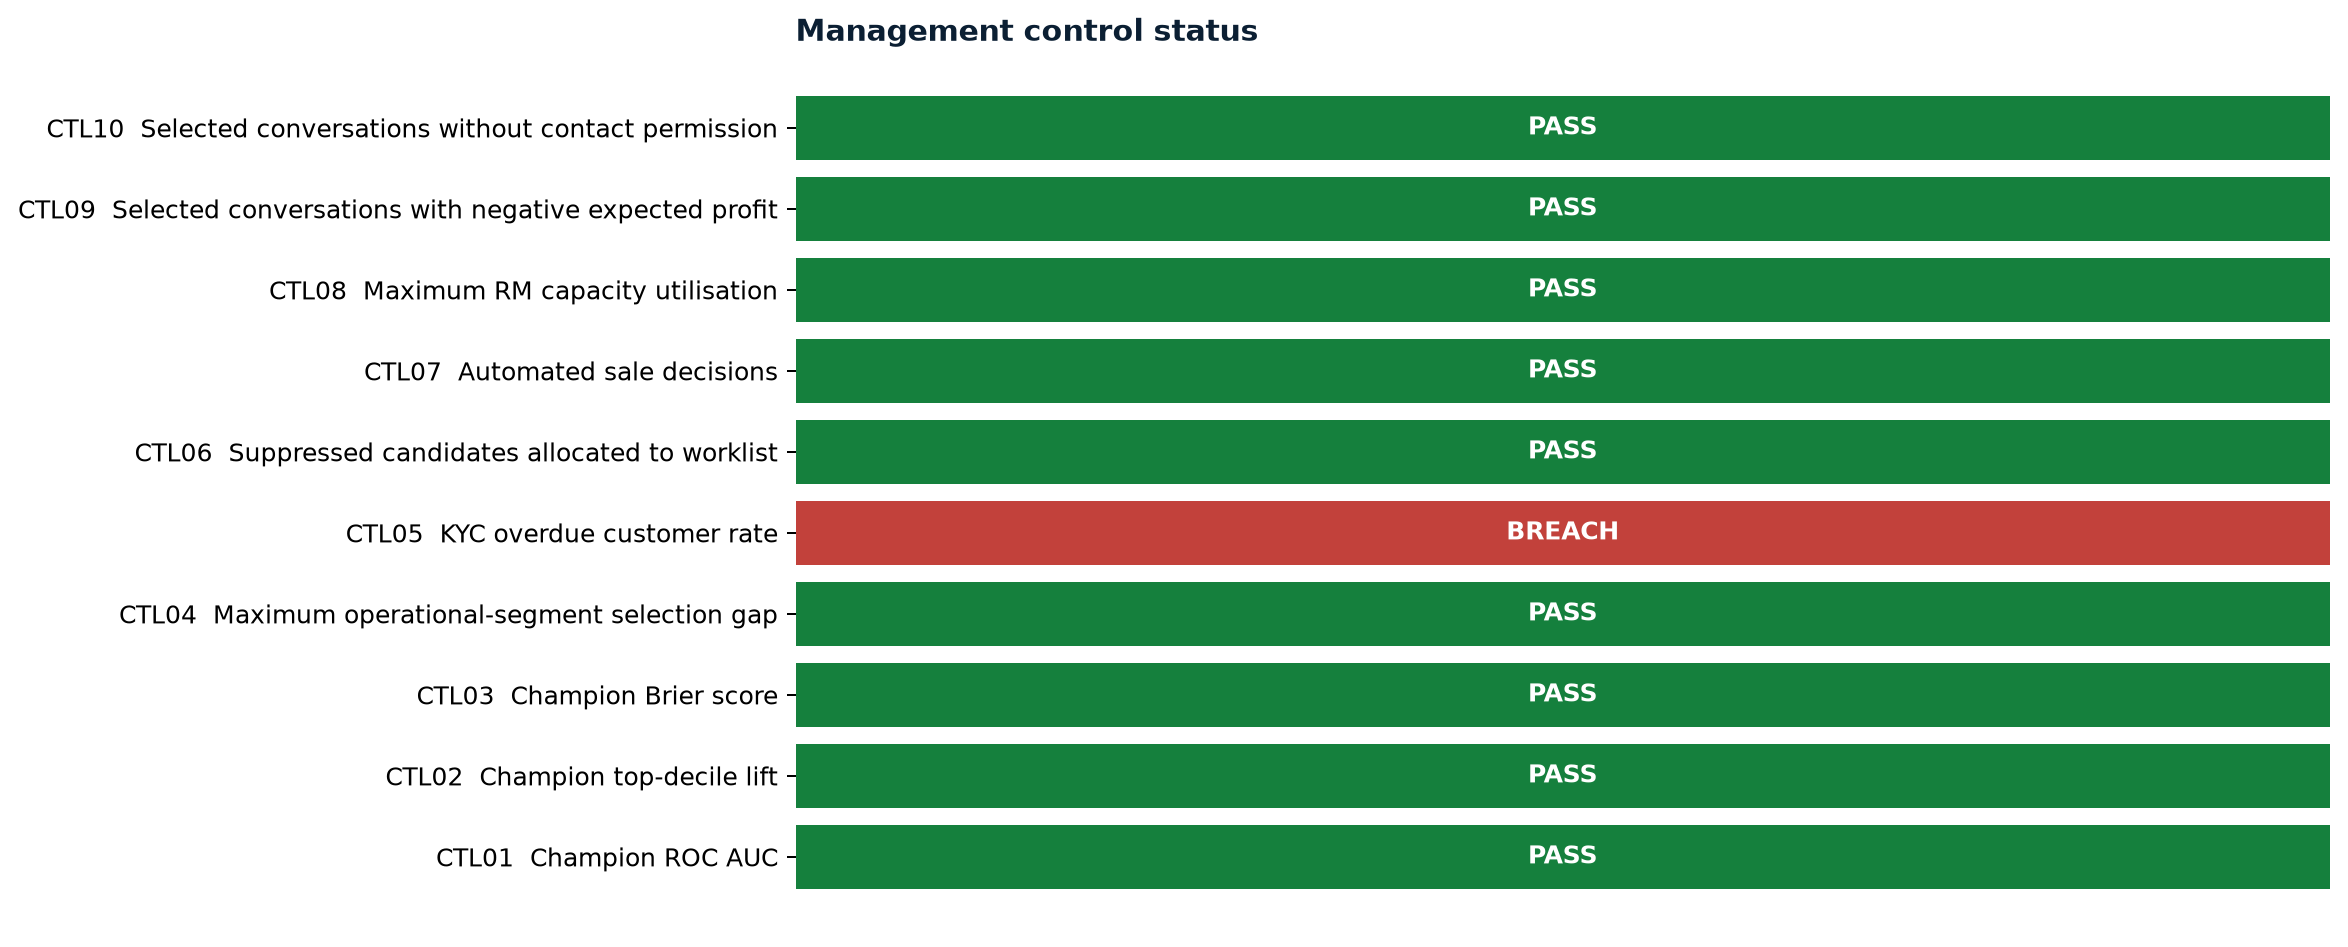 Management control status
CTL10  Selected conversations without contact permission PASS
CTL09  Selected conversations with negative expected profit PASS
CTL08  Maximum RM capacity utilisation PASS
CTL07  Automated sale decisions PASS
CTL06  Suppressed candidates allocated to worklist PASS
CTL05  KYC overdue customer rate BREACH
CTL04  Maximum operational-segment selection gap PASS
CTL03  Champion Brier score PASS
CTL02  Champion top-decile lift PASS
CTL01  Champion ROC AUC PASS